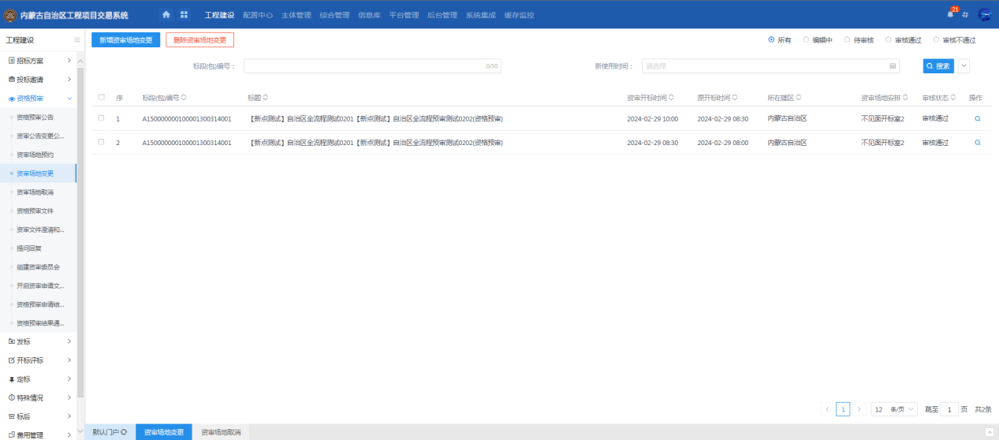 内蒙古自治区工程项目交易系统
工程建设 配置中心 主体管理 综合管理 信息库 平台管理 后台管理 系统集成 缓存监控
21
工程建设
招标方案
投标邀请
资格预审
资格预审公告
资审公告变更公...
资审场地预约
资审场地变更
资审场地取消
资格预审文件
资审文件澄清和...
提问回复
组建资审委员会
开启资审申请文...
资格预审申请结...
资格预审结果通...
发标
开标评标
定标
特殊情况
标后
费用管理
新增资审场地变更 删除资审场地变更
所有 编辑中 待审核 审核通过 审核不通过
标段(包)编号： 0/50 新使用时间： 请选择 搜索
序 标段(包)编号 标题 资审开标时间 原开标时间 所在辖区 资审场地安排 审核状态 操作
1 A1500000001000013003​14001 【新点测试】自治区全流程测试0201【新点测试】自治区全流程预审测试0202(资格预审) 2024-02-29 10:00 2024-02-29 08:30 内蒙古自治区 不见面开标室2 审核通过
2 A1500000001000013003​14001 【新点测试】自治区全流程测试0201【新点测试】自治区全流程预审测试0202(资格预审) 2024-02-29 08:30 2024-02-29 08:00 内蒙古自治区 不见面开标室2 审核通过
1 12 条/页 跳至 1 页 共2条
默认门户 资审场地变更 资审场地取消